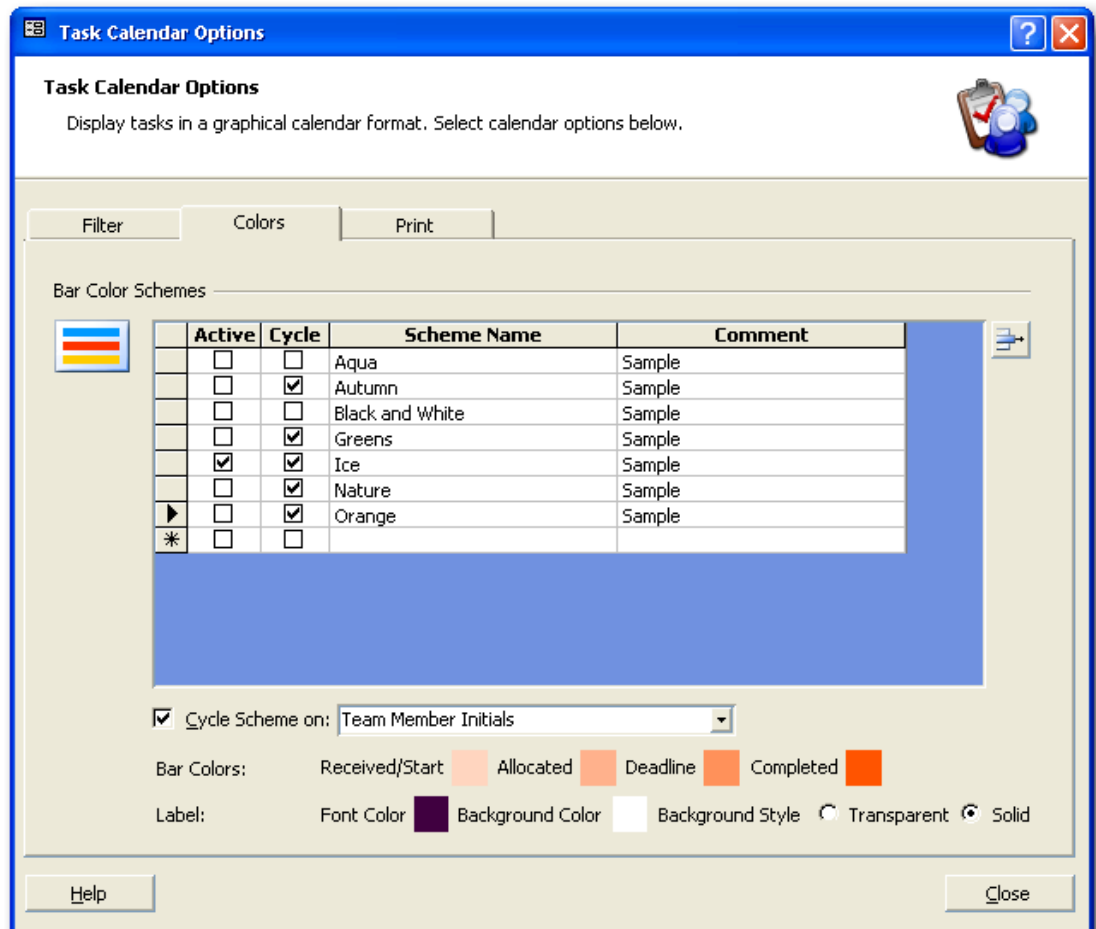 Task Calendar Options
Task Calendar Options
Display tasks in a graphical calendar format. Select calendar options below.
Filter Colors Print
Bar Color Schemes
Active Cycle Scheme Name Comment
Aqua Sample
Autumn Sample
Black and White Sample
Greens Sample
Ice Sample
Nature Sample
Orange Sample
Cycle Scheme on: Team Member Initials
Bar Colors: Received/Start Allocated Deadline Completed
Label: Font Color Background Color Background Style Transparent Solid
Help Close